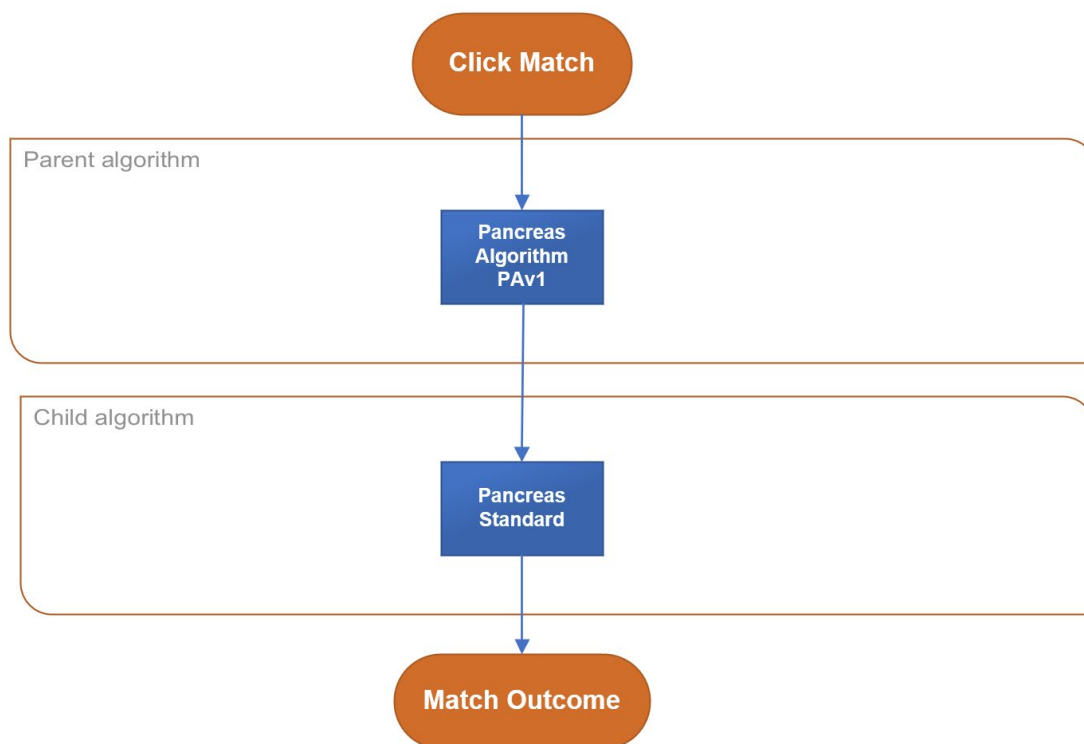 Click Match
Parent algorithm
Pancreas
Algorithm
PAv1
Child algorithm
Pancreas
Standard
Match Outcome